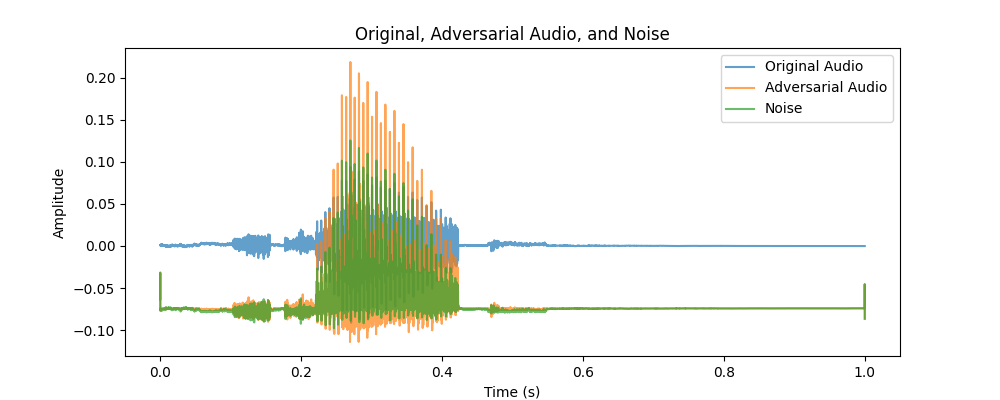 Original, Adversarial Audio, and Noise
Original Audio
Adversarial Audio
Noise
Amplitude
0.20
0.15
0.10
0.05
0.00
−0.05
−0.10
0.0 0.2 0.4 0.6 0.8 1.0
Time (s)